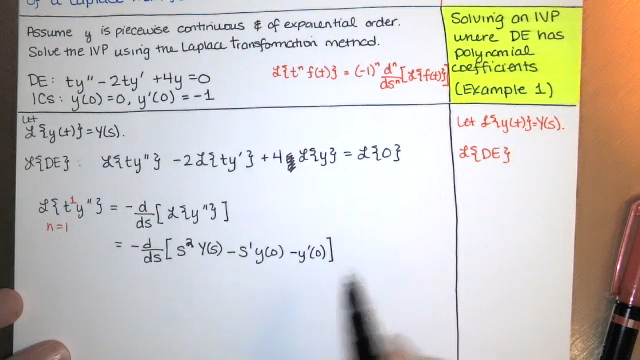 of a Laplace
Assume y is piecewise continuous & of exponential order.
Solve the IVP using the Laplace Transformation method.
DE: ty'' - 2ty' + 4y = 0
ICs: y(0) = 0, y'(0) = -1
ℒ{tⁿ f(t)} = (-1)ⁿ dⁿ/dsⁿ [ℒ{f(t)}]
Solving an IVP
where DE has
polynomial
coefficients
(Example 1)
Let
ℒ{y(t)} = Y(s).
ℒ{DE}: ℒ{ty''} - 2ℒ{ty'} + 4ℒ{y} = ℒ{0}
ℒ{t¹y''} = -d/ds [ℒ{y''}]
n=1
= -d/ds [s² Y(s) - s¹ y(0) - y'(0)]
Let ℒ{y(t)} = Y(s).
ℒ{DE}